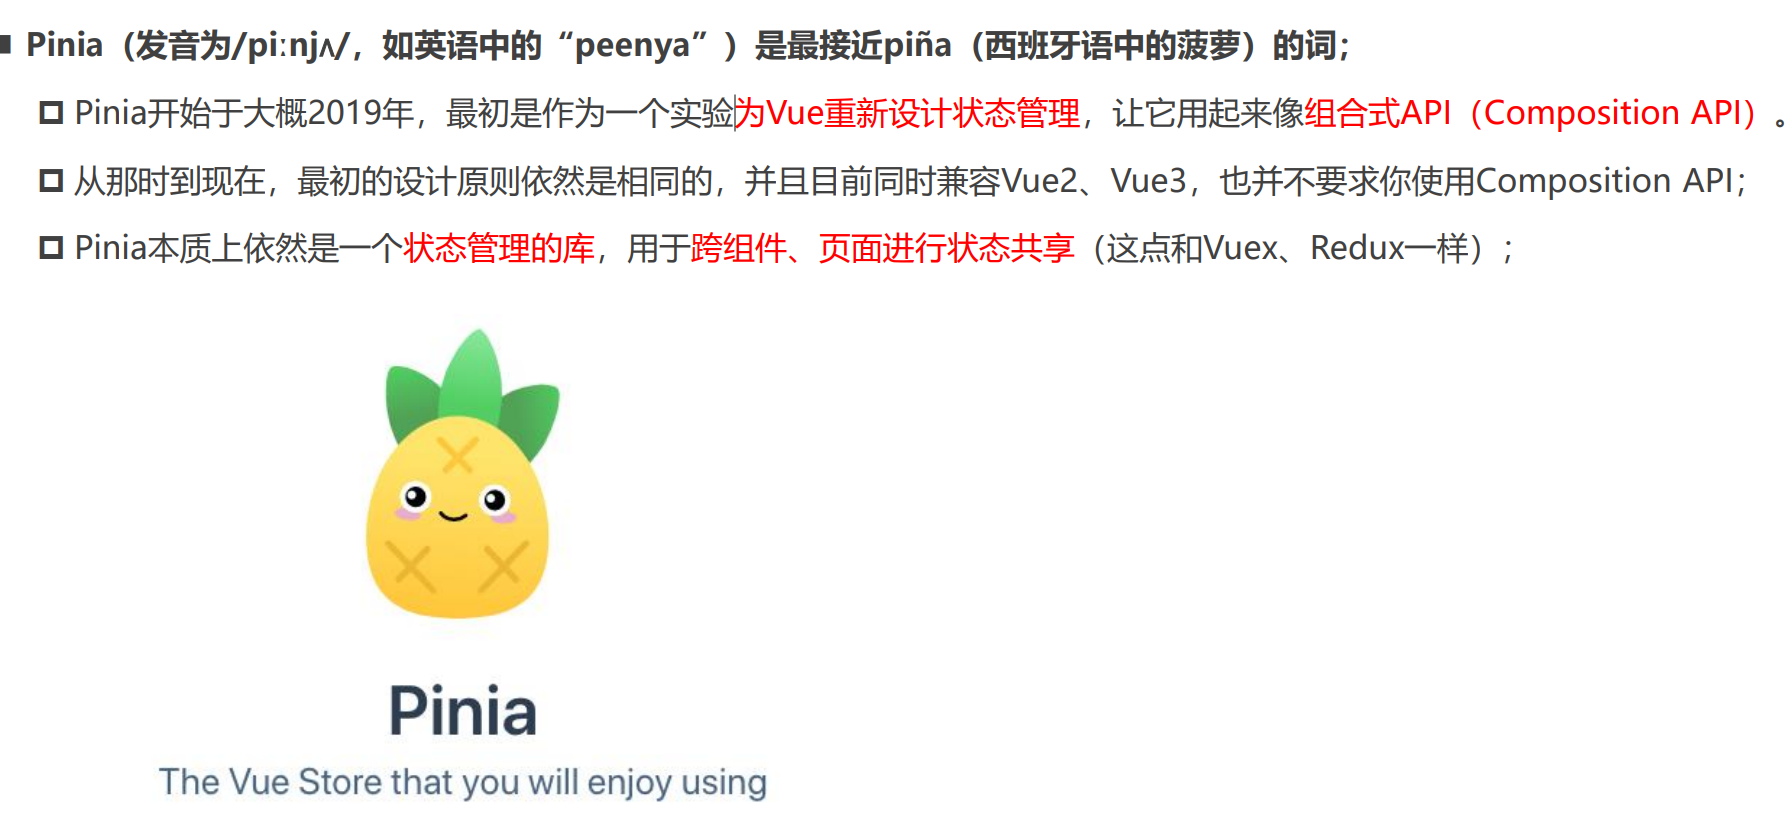 Pinia（发音为/piːnjʌ/，如英语中的“peenya”）是最接近piña（西班牙语中的菠萝）的词；
Pinia开始于大概2019年，最初是作为一个实验为Vue重新设计状态管理，让它用起来像组合式API（Composition API）。
从那时到现在，最初的设计原则依然是相同的，并且目前同时兼容Vue2、Vue3，也并不要求你使用Composition API；
Pinia本质上依然是一个状态管理的库，用于跨组件、页面进行状态共享（这点和Vuex、Redux一样）；
Pinia
The Vue Store that you will enjoy using